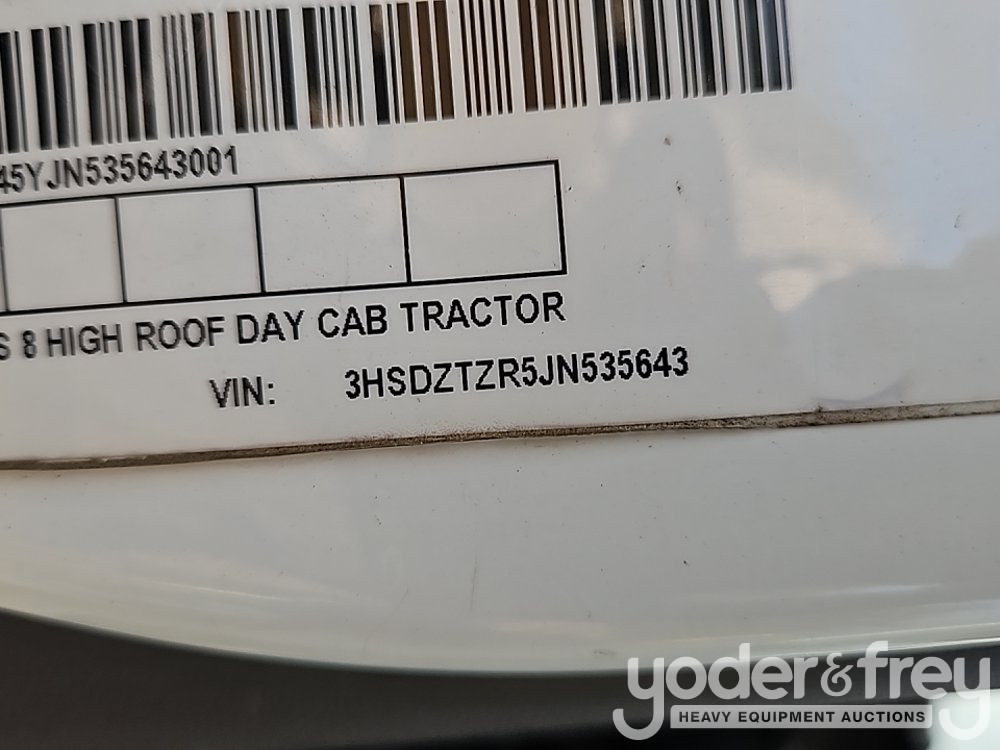 45YJN535643001
S 8 HIGH ROOF DAY CAB TRACTOR
VIN: 3HSDZTZR5JN535643
yoder&frey
HEAVY EQUIPMENT AUCTIONS